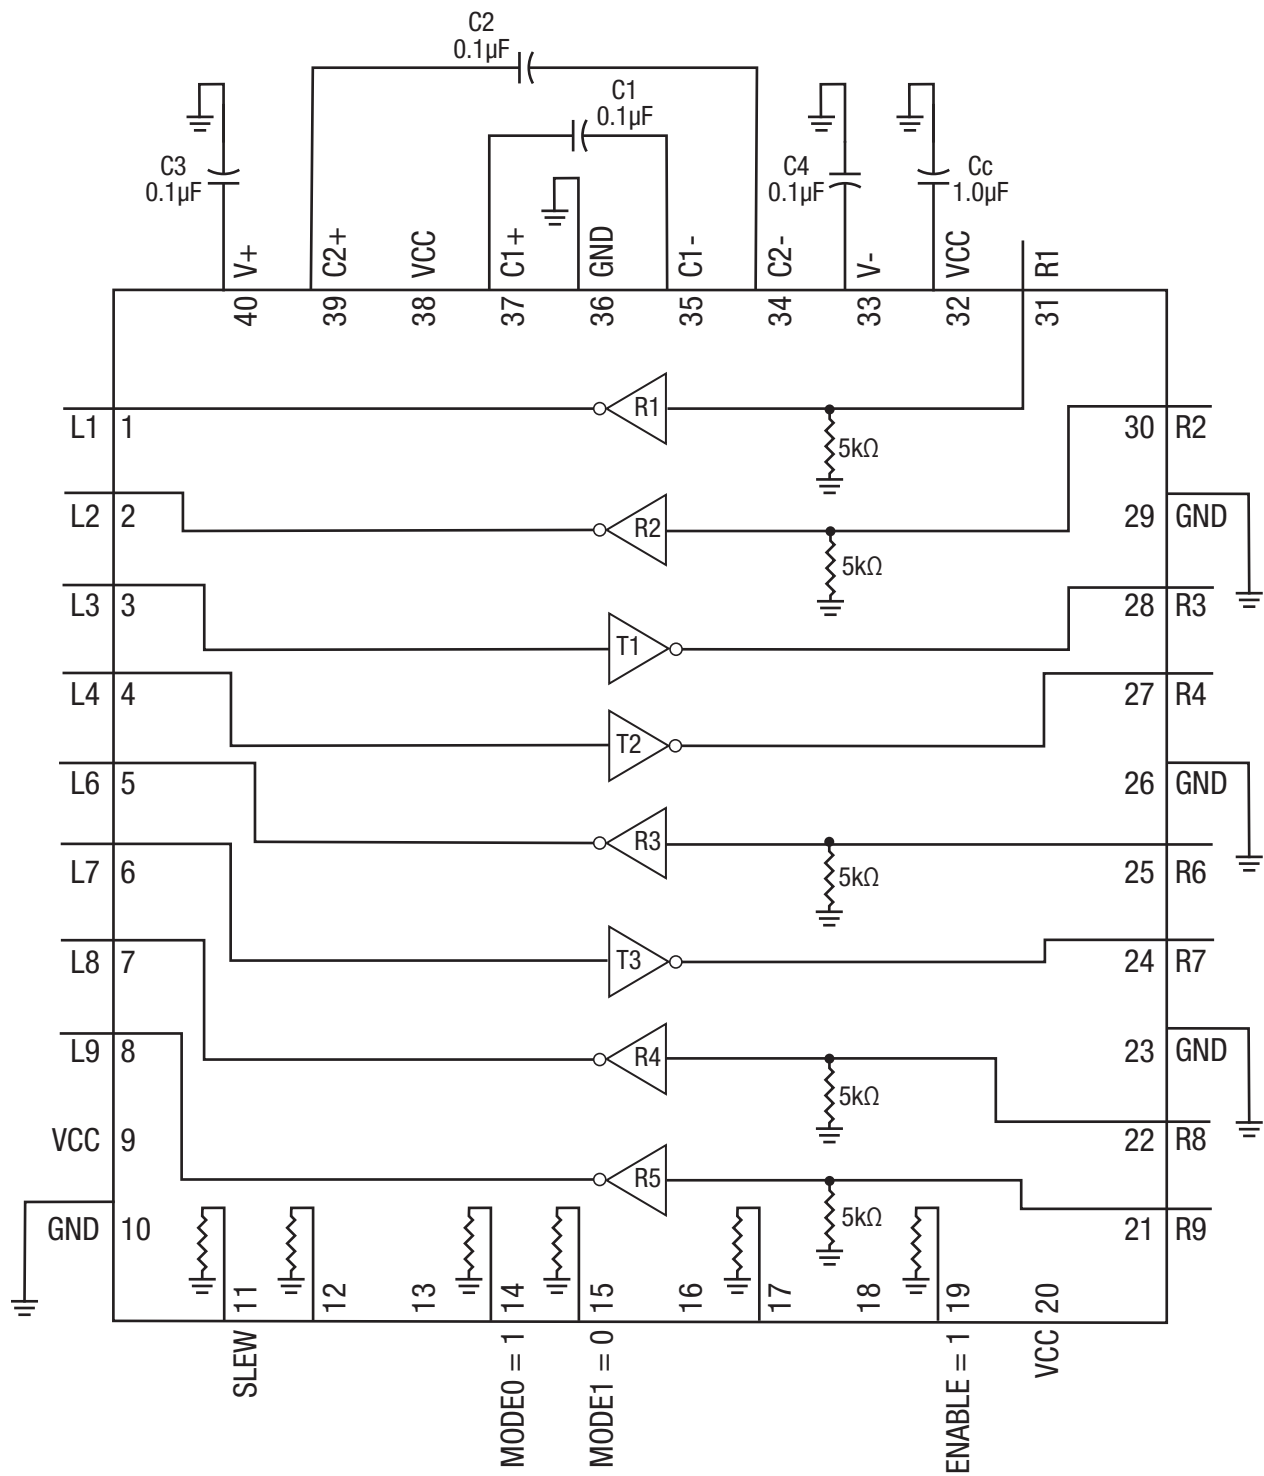 C2
0.1µF
C1
0.1µF
C3
0.1µF
C4
0.1µF
Cc
1.0µF
V+
C2+
VCC
C1+
GND
C1-
C2-
V-
VCC
R1
40
39
38
37
36
35
34
33
32
31
L1 1
R1
5kΩ
30 R2
L2 2
R2
5kΩ
29 GND
L3 3
T1
28 R3
L4 4
T2
27 R4
L6 5
R3
5kΩ
26 GND
L7 6
25 R6
L8 7
T3
24 R7
L9 8
R4
5kΩ
23 GND
VCC 9
22 R8
R5
5kΩ
GND 10
21 R9
11
12
13
14
15
16
17
18
19
20
SLEW
MODE0 = 1
MODE1 = 0
ENABLE = 1
VCC